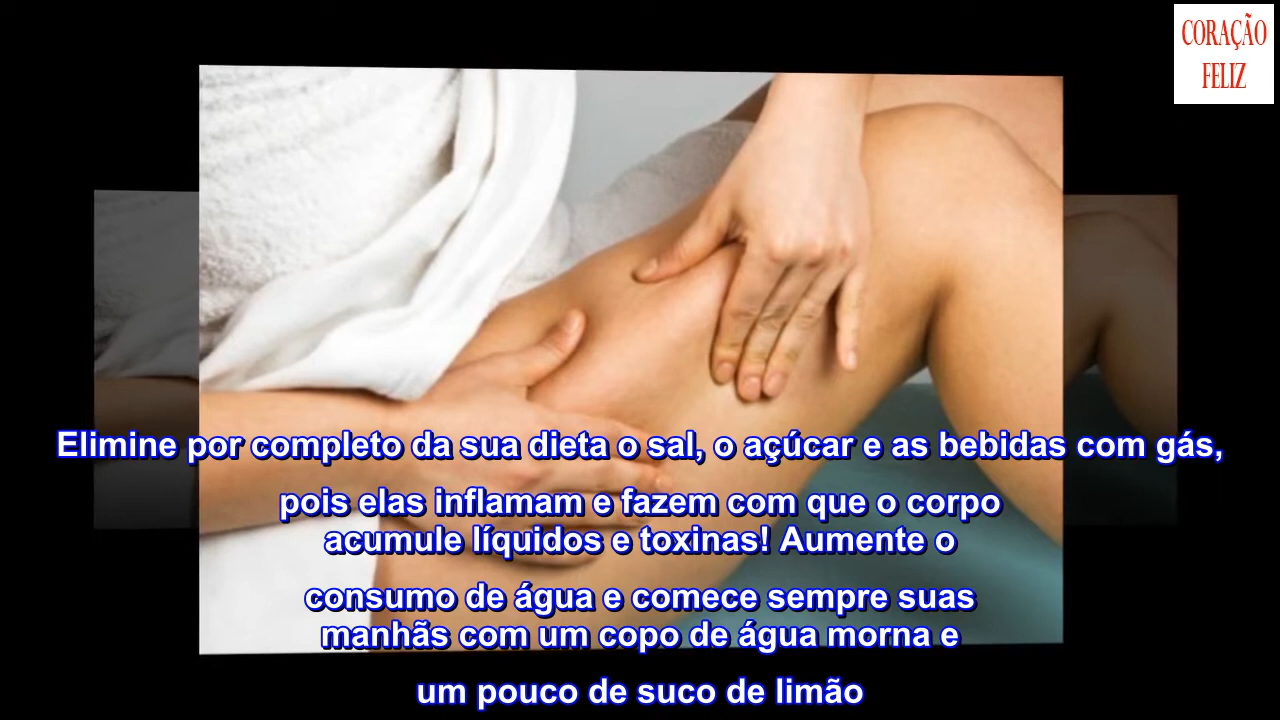 CORAÇÃO
FELIZ
Elimine por completo da sua dieta o sal, o açúcar e as bebidas com gás,
pois elas inflamam e fazem com que o corpo
acumule líquidos e toxinas! Aumente o
consumo de água e comece sempre suas
manhãs com um copo de água morna e
um pouco de suco de limão